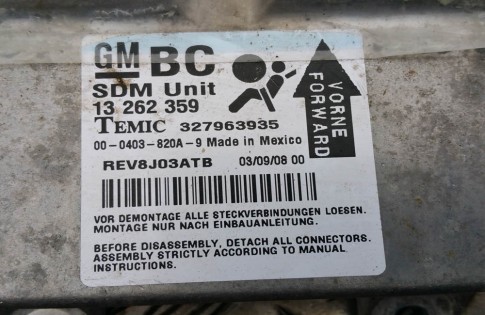 GM BC
SDM Unit
13 262 359
TEMIC 327963935
00-0403-820A-9 Made in Mexico
REV8J03ATB 03/09/08 00
VORNE
FORWARD
VOR DEMONTAGE ALLE STECKVERBINDUNGEN LOESEN.
MONTAGE NUR NACH EINBAUANLEITUNG.
BEFORE DISASSEMBLY, DETACH ALL CONNECTORS.
ASSEMBLY STRICTLY ACCORDING TO MANUAL
INSTRUCTIONS.